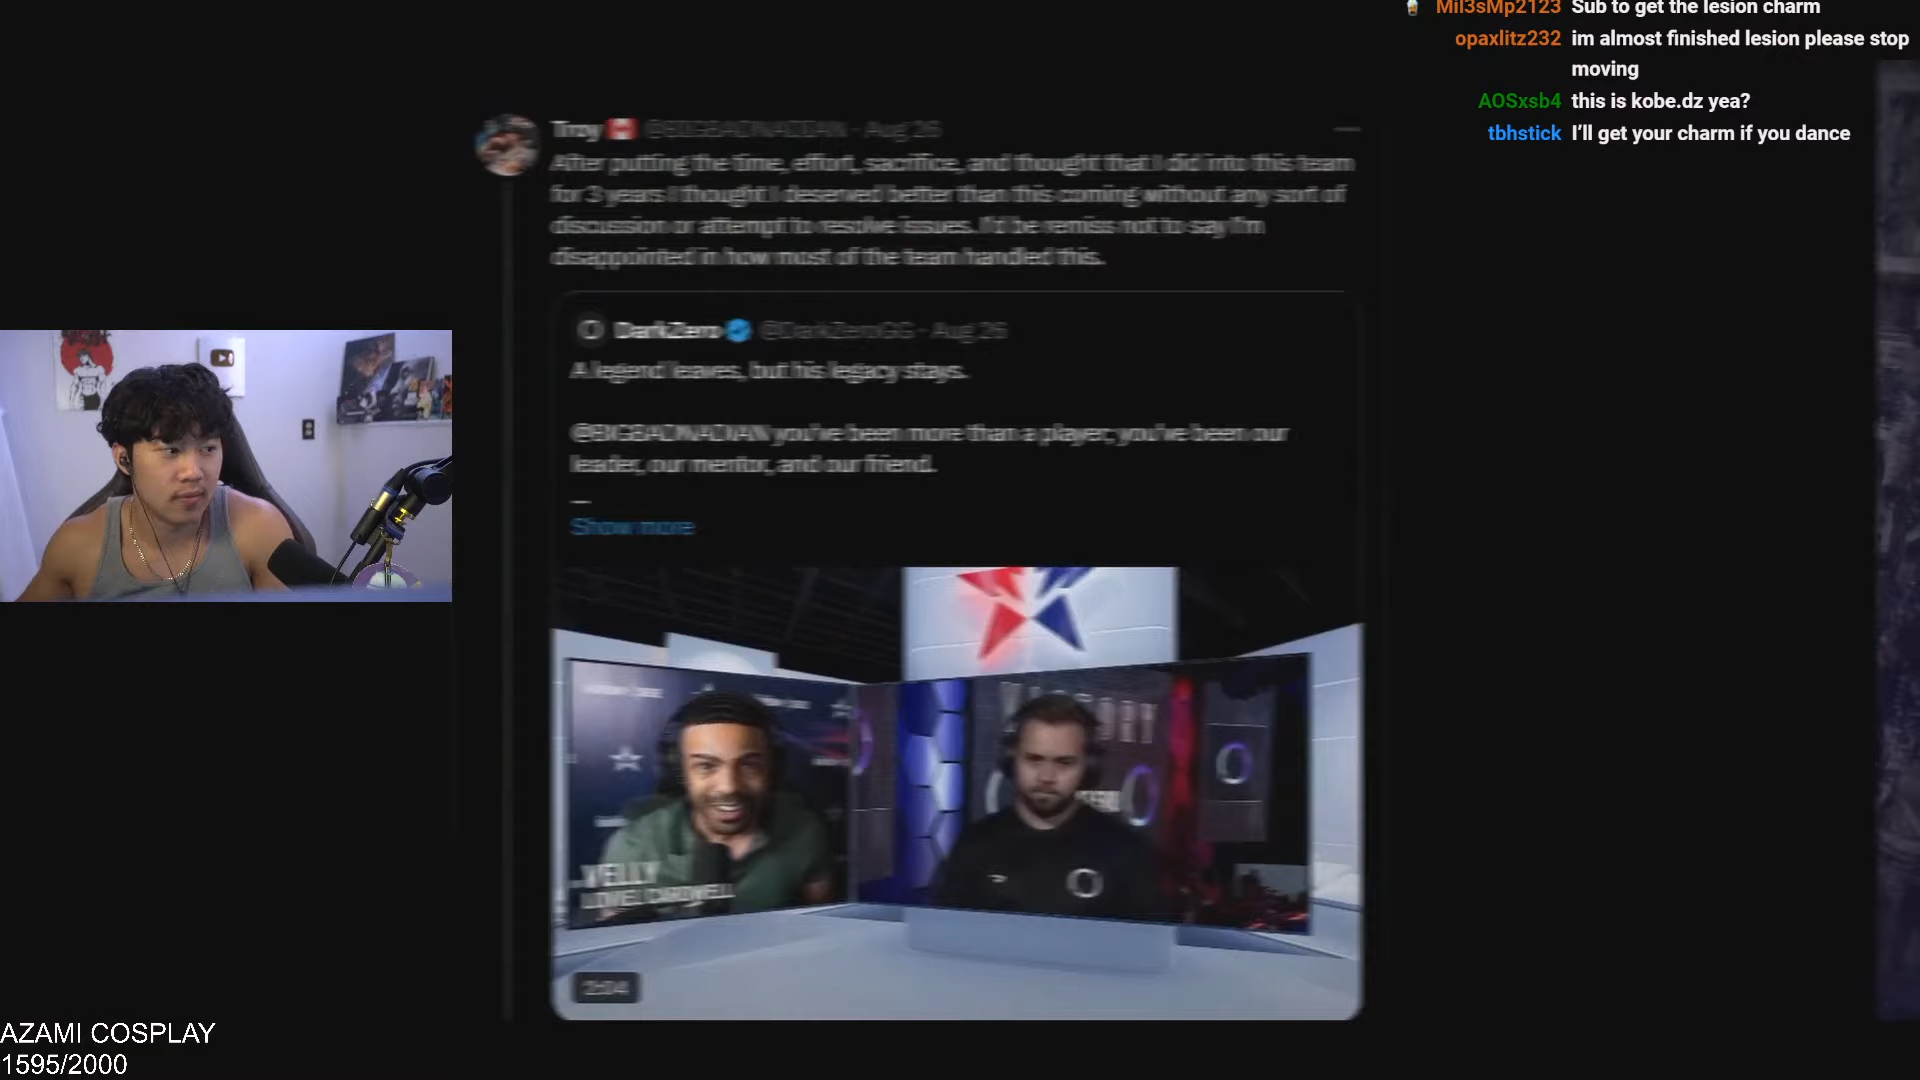 Mil3sMp2123 Sub to get the lesion charm
opaxlitz232 im almost finished lesion please stop
moving
AOSxsb4 this is kobe.dz yea?
tbhstick I'll get your charm if you dance
Troy @BIGBADNADIAN · Aug 26
After putting the time, effort, sacrifice, and thought that I did into this team
for 3 years I thought I deserved better than this coming without any sort of
discussion or attempt to resolve issues. I'd be remiss not to say I'm
disappointed in how most of the team handled this.
DarkZero @DarkZeroGG · Aug 26
A legend leaves, but his legacy stays.
@BIGBADNADIAN you've been more than a player, you've been our
leader, our mentor, and our friend.
Show more
VELLY
2:04
AZAMI COSPLAY
1595/2000